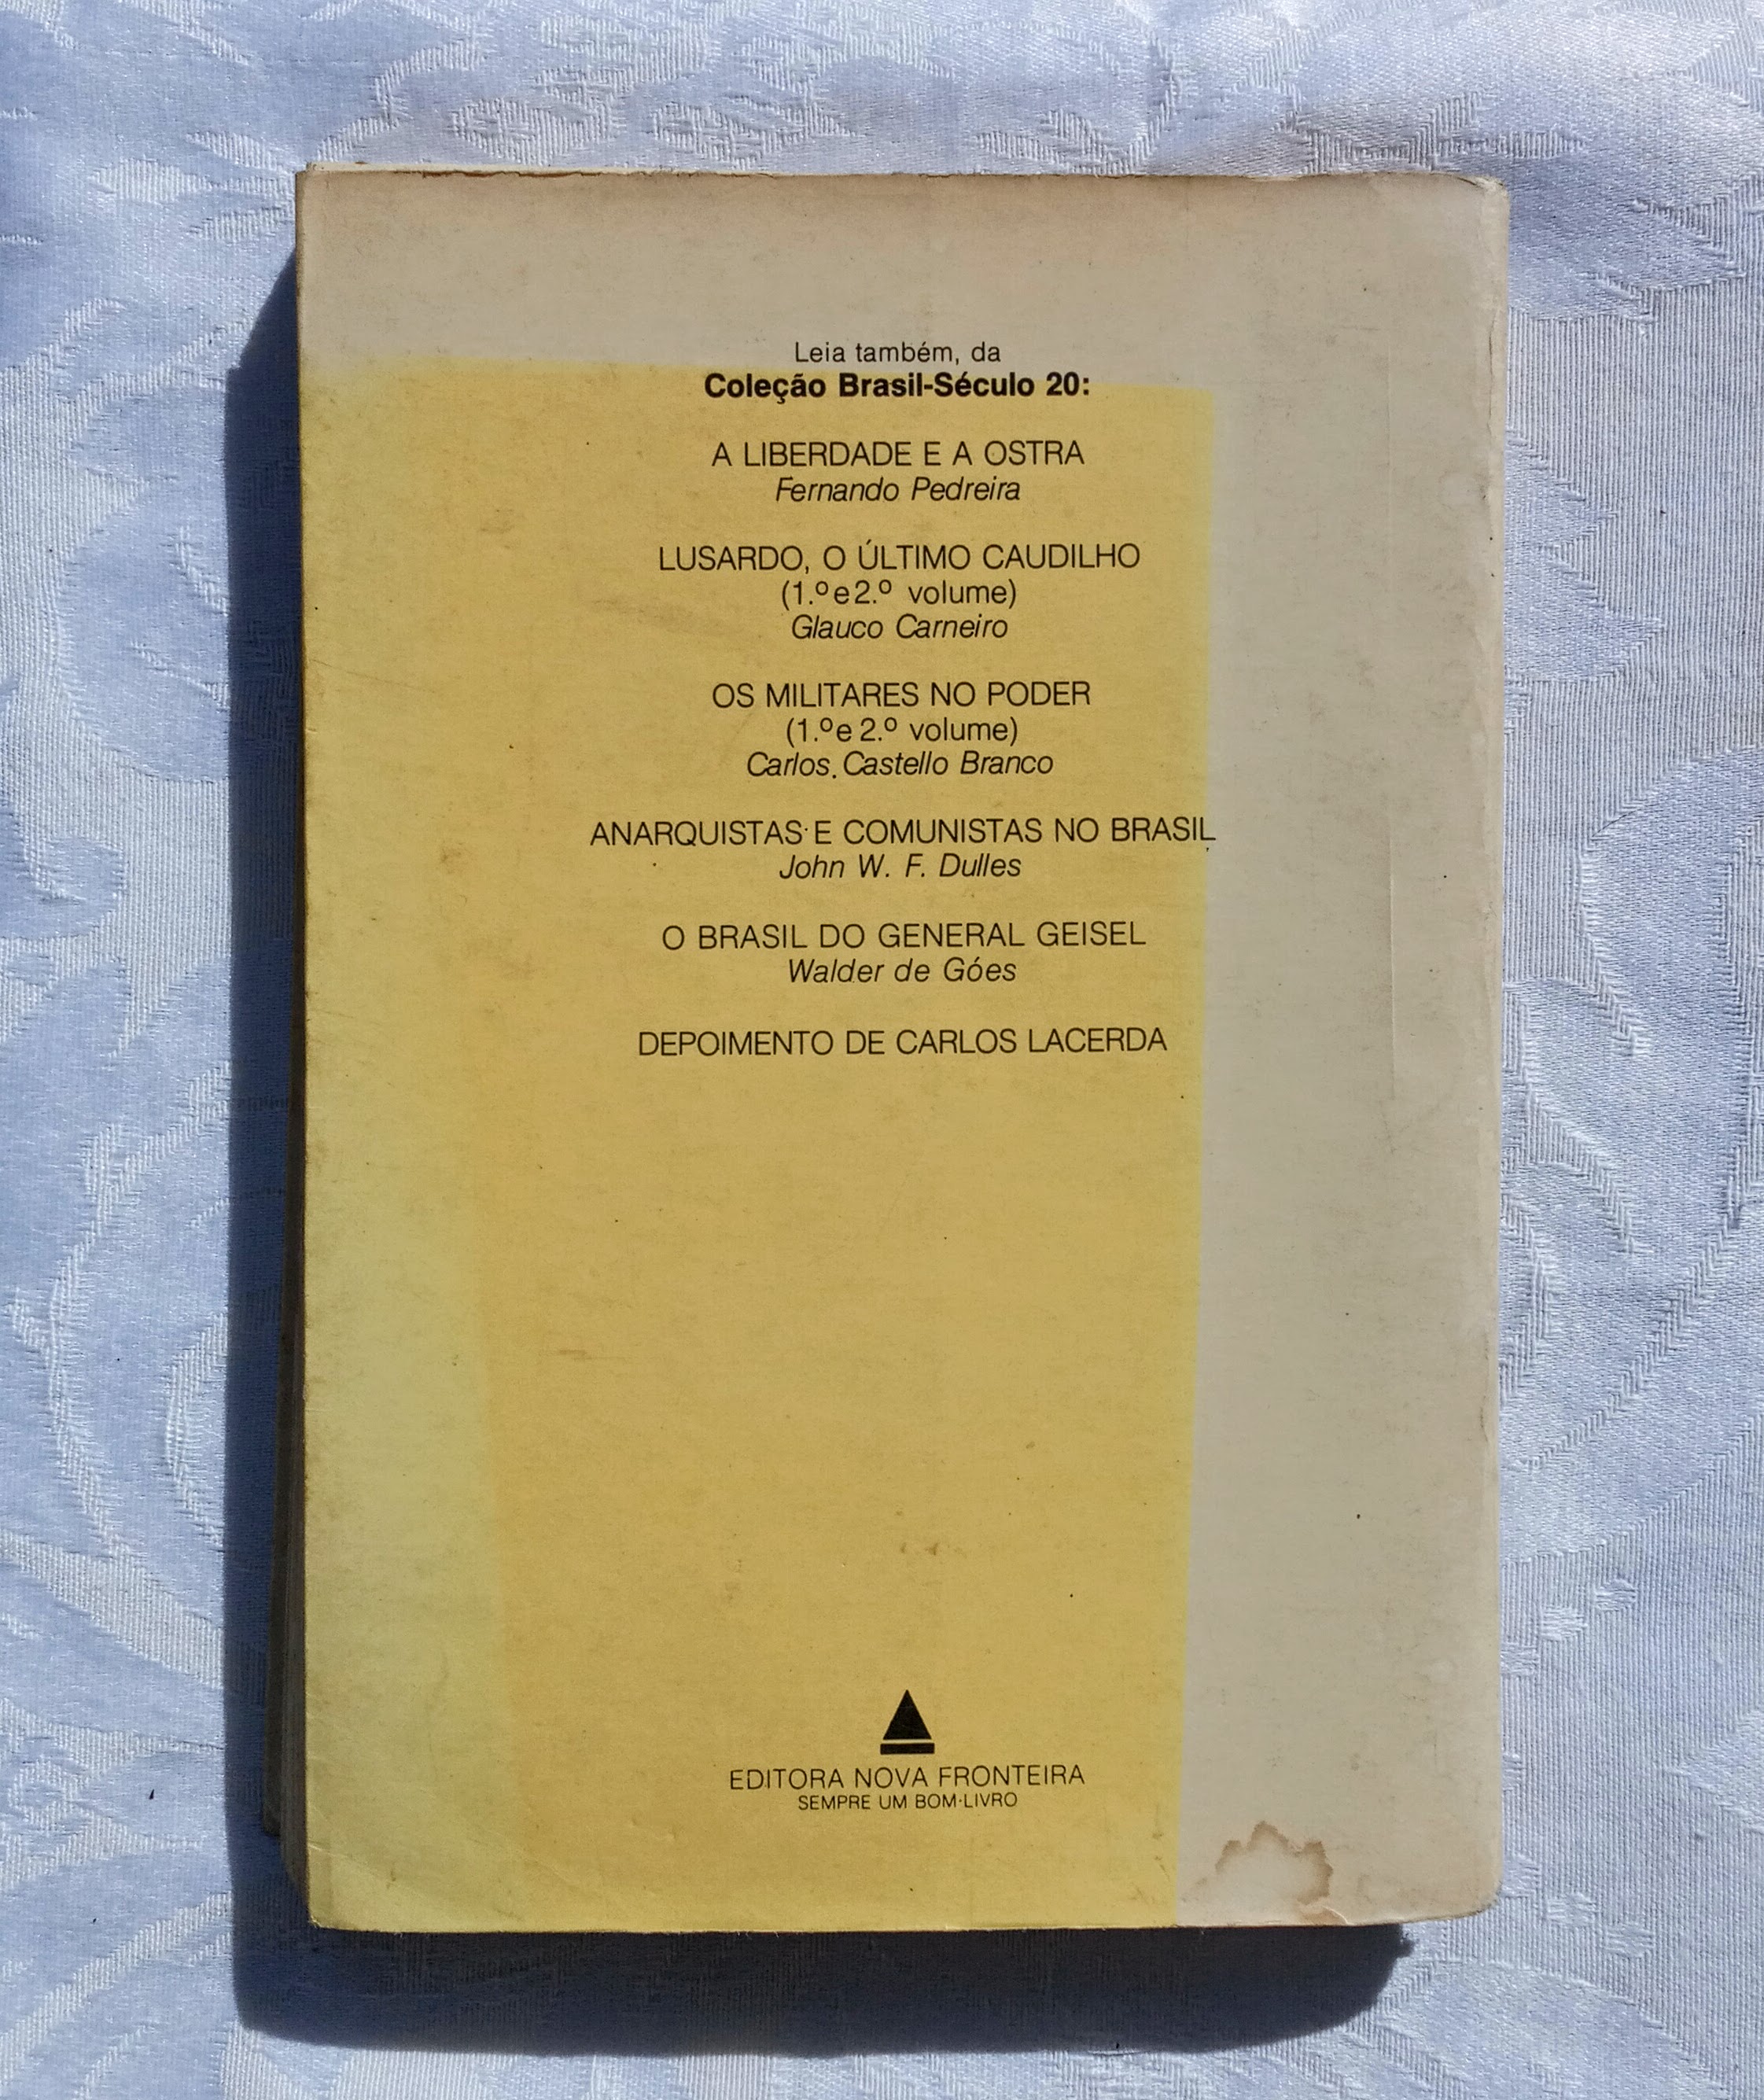 Leia também, da
Coleção Brasil-Século 20:
A LIBERDADE E A OSTRA
Fernando Pedreira
LUSARDO, O ÚLTIMO CAUDILHO
(1.º e 2.º volume)
Glauco Carneiro
OS MILITARES NO PODER
(1.º e 2.º volume)
Carlos Castello Branco
ANARQUISTAS E COMUNISTAS NO BRASIL
John W. F. Dulles
O BRASIL DO GENERAL GEISEL
Walder de Góes
DEPOIMENTO DE CARLOS LACERDA
EDITORA NOVA FRONTEIRA
SEMPRE UM BOM·LIVRO